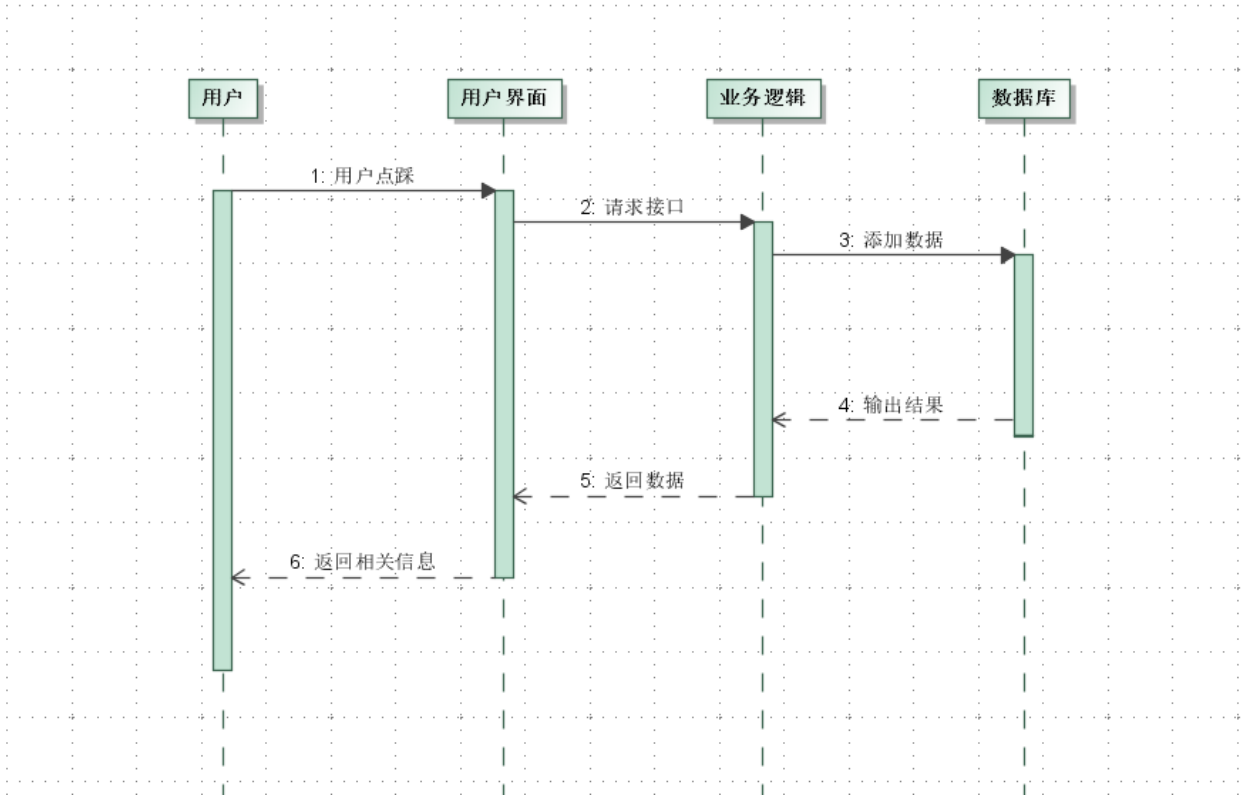 用户
用户界面
业务逻辑
数据库
1: 用户点踩
2: 请求接口
3: 添加数据
4: 输出结果
5: 返回数据
6: 返回相关信息